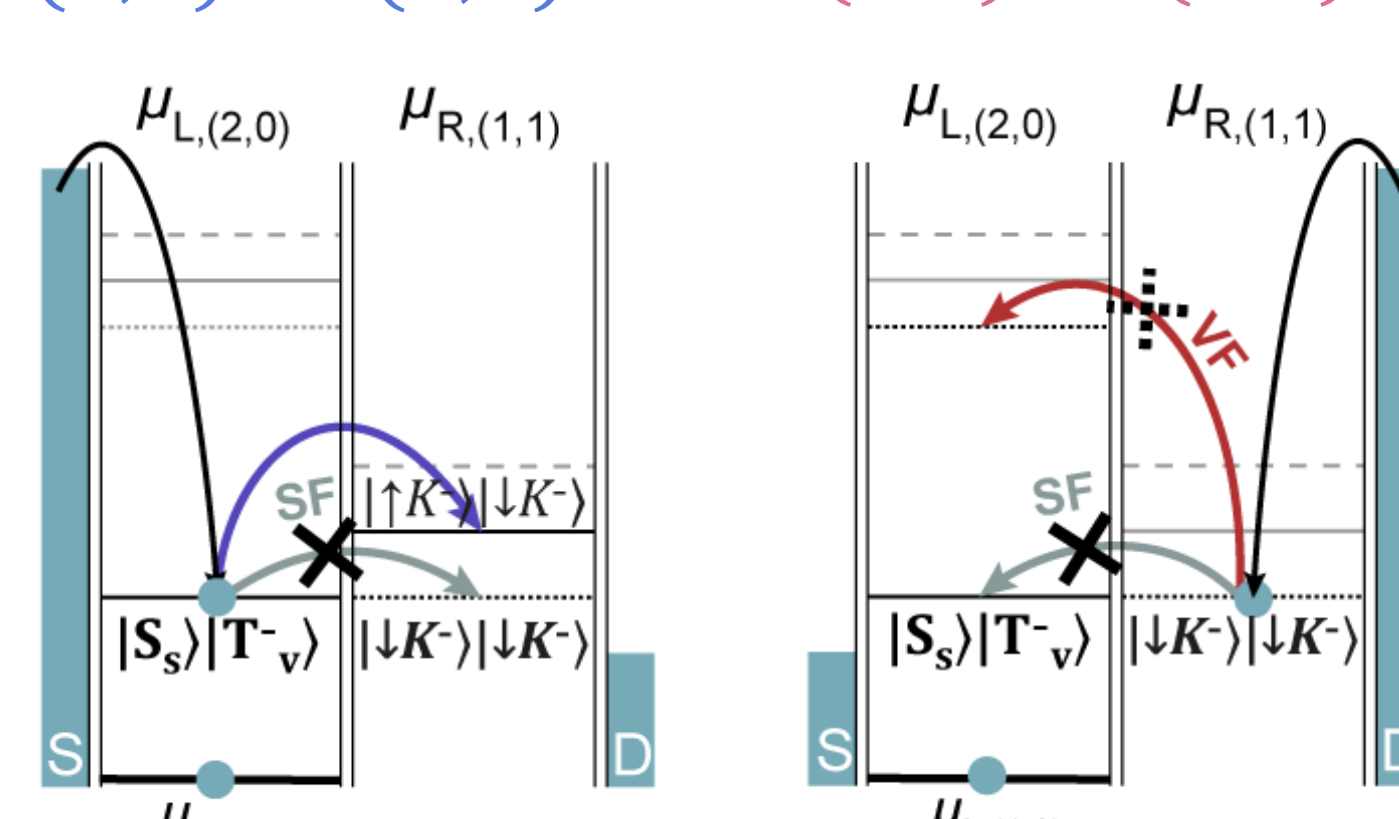 μL,(2,0) μR,(1,1) μL,(2,0) μR,(1,1)
VF
SF |↑K-⟩|↓K-⟩ SF
|Ss⟩|T-v⟩ |↓K-⟩|↓K-⟩ |Ss⟩|T-v⟩ |↓K-⟩|↓K-⟩
S D S D